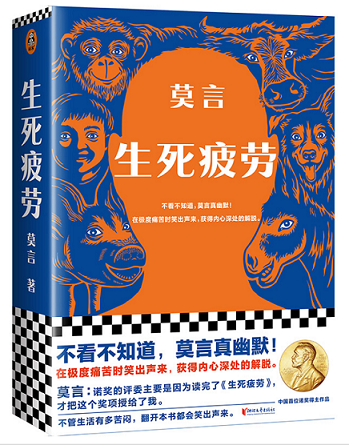 生死疲劳
莫言 著
莫言
生死疲劳
不看不知道，莫言真幽默！
在极度痛苦时笑出声来，获得内心深处的解脱。
不看不知道，莫言真幽默！
在极度痛苦时笑出声来，获得内心深处的解脱。
莫言：诺奖的评委主要是因为读完了《生死疲劳》，
才把这个奖项授给了我。
不管生活有多苦闷，翻开本书都会笑出声来。
中国首位诺奖得主作品